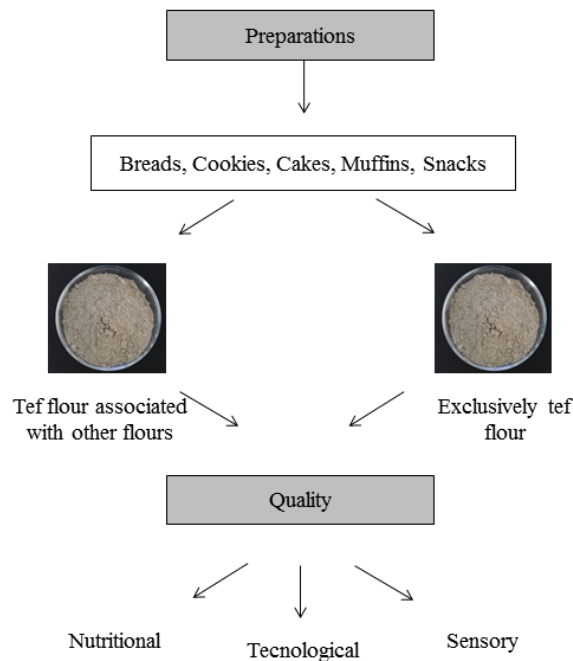 Preparations
Breads, Cookies, Cakes, Muffins, Snacks
Tef flour associated
with other flours
Exclusively tef
flour
Quality
Nutritional
Tecnological
Sensory